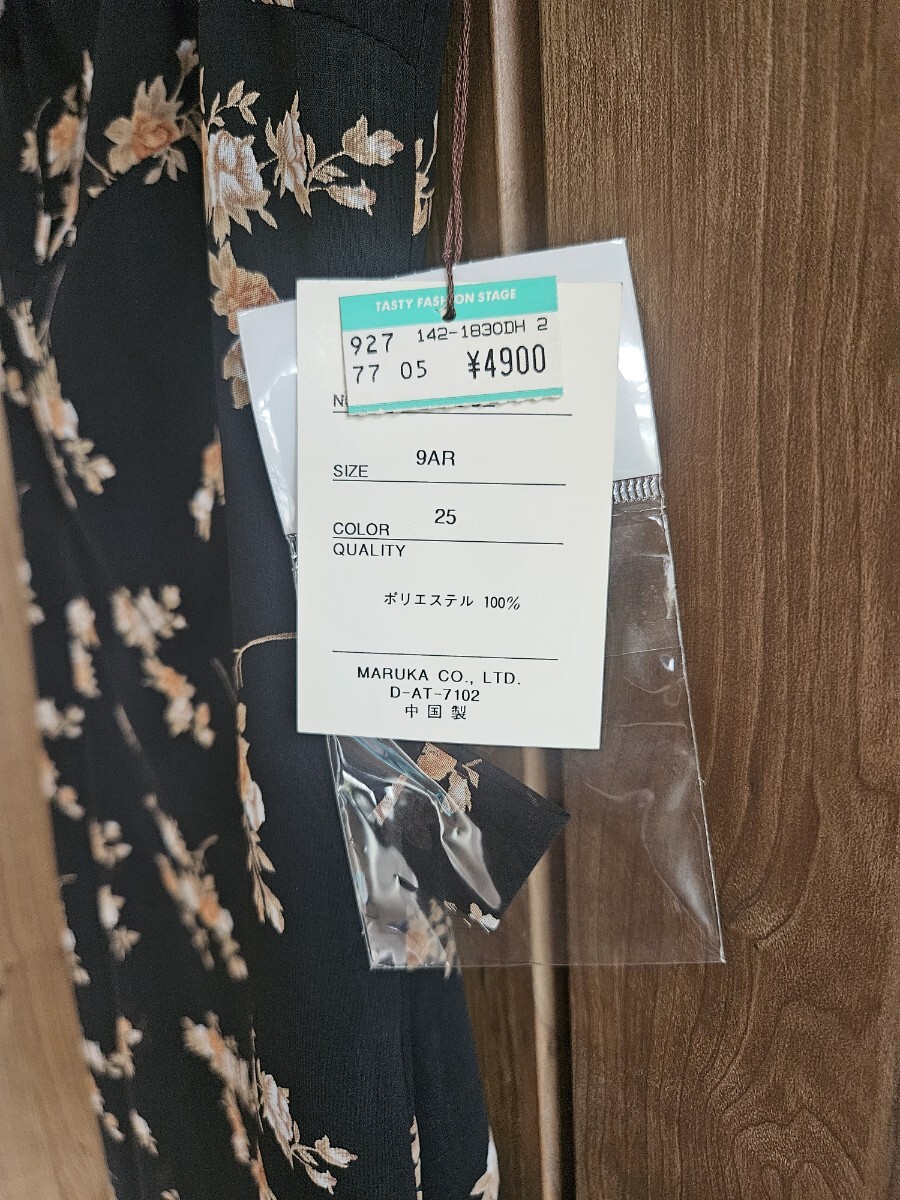 TASTY FASHION STAGE
927 142-1830DH 2
77 05 ¥4900
SIZE 9AR
COLOR 25
QUALITY
ポリエステル 100%
MARUKA CO., LTD.
D-AT-7102
中国製